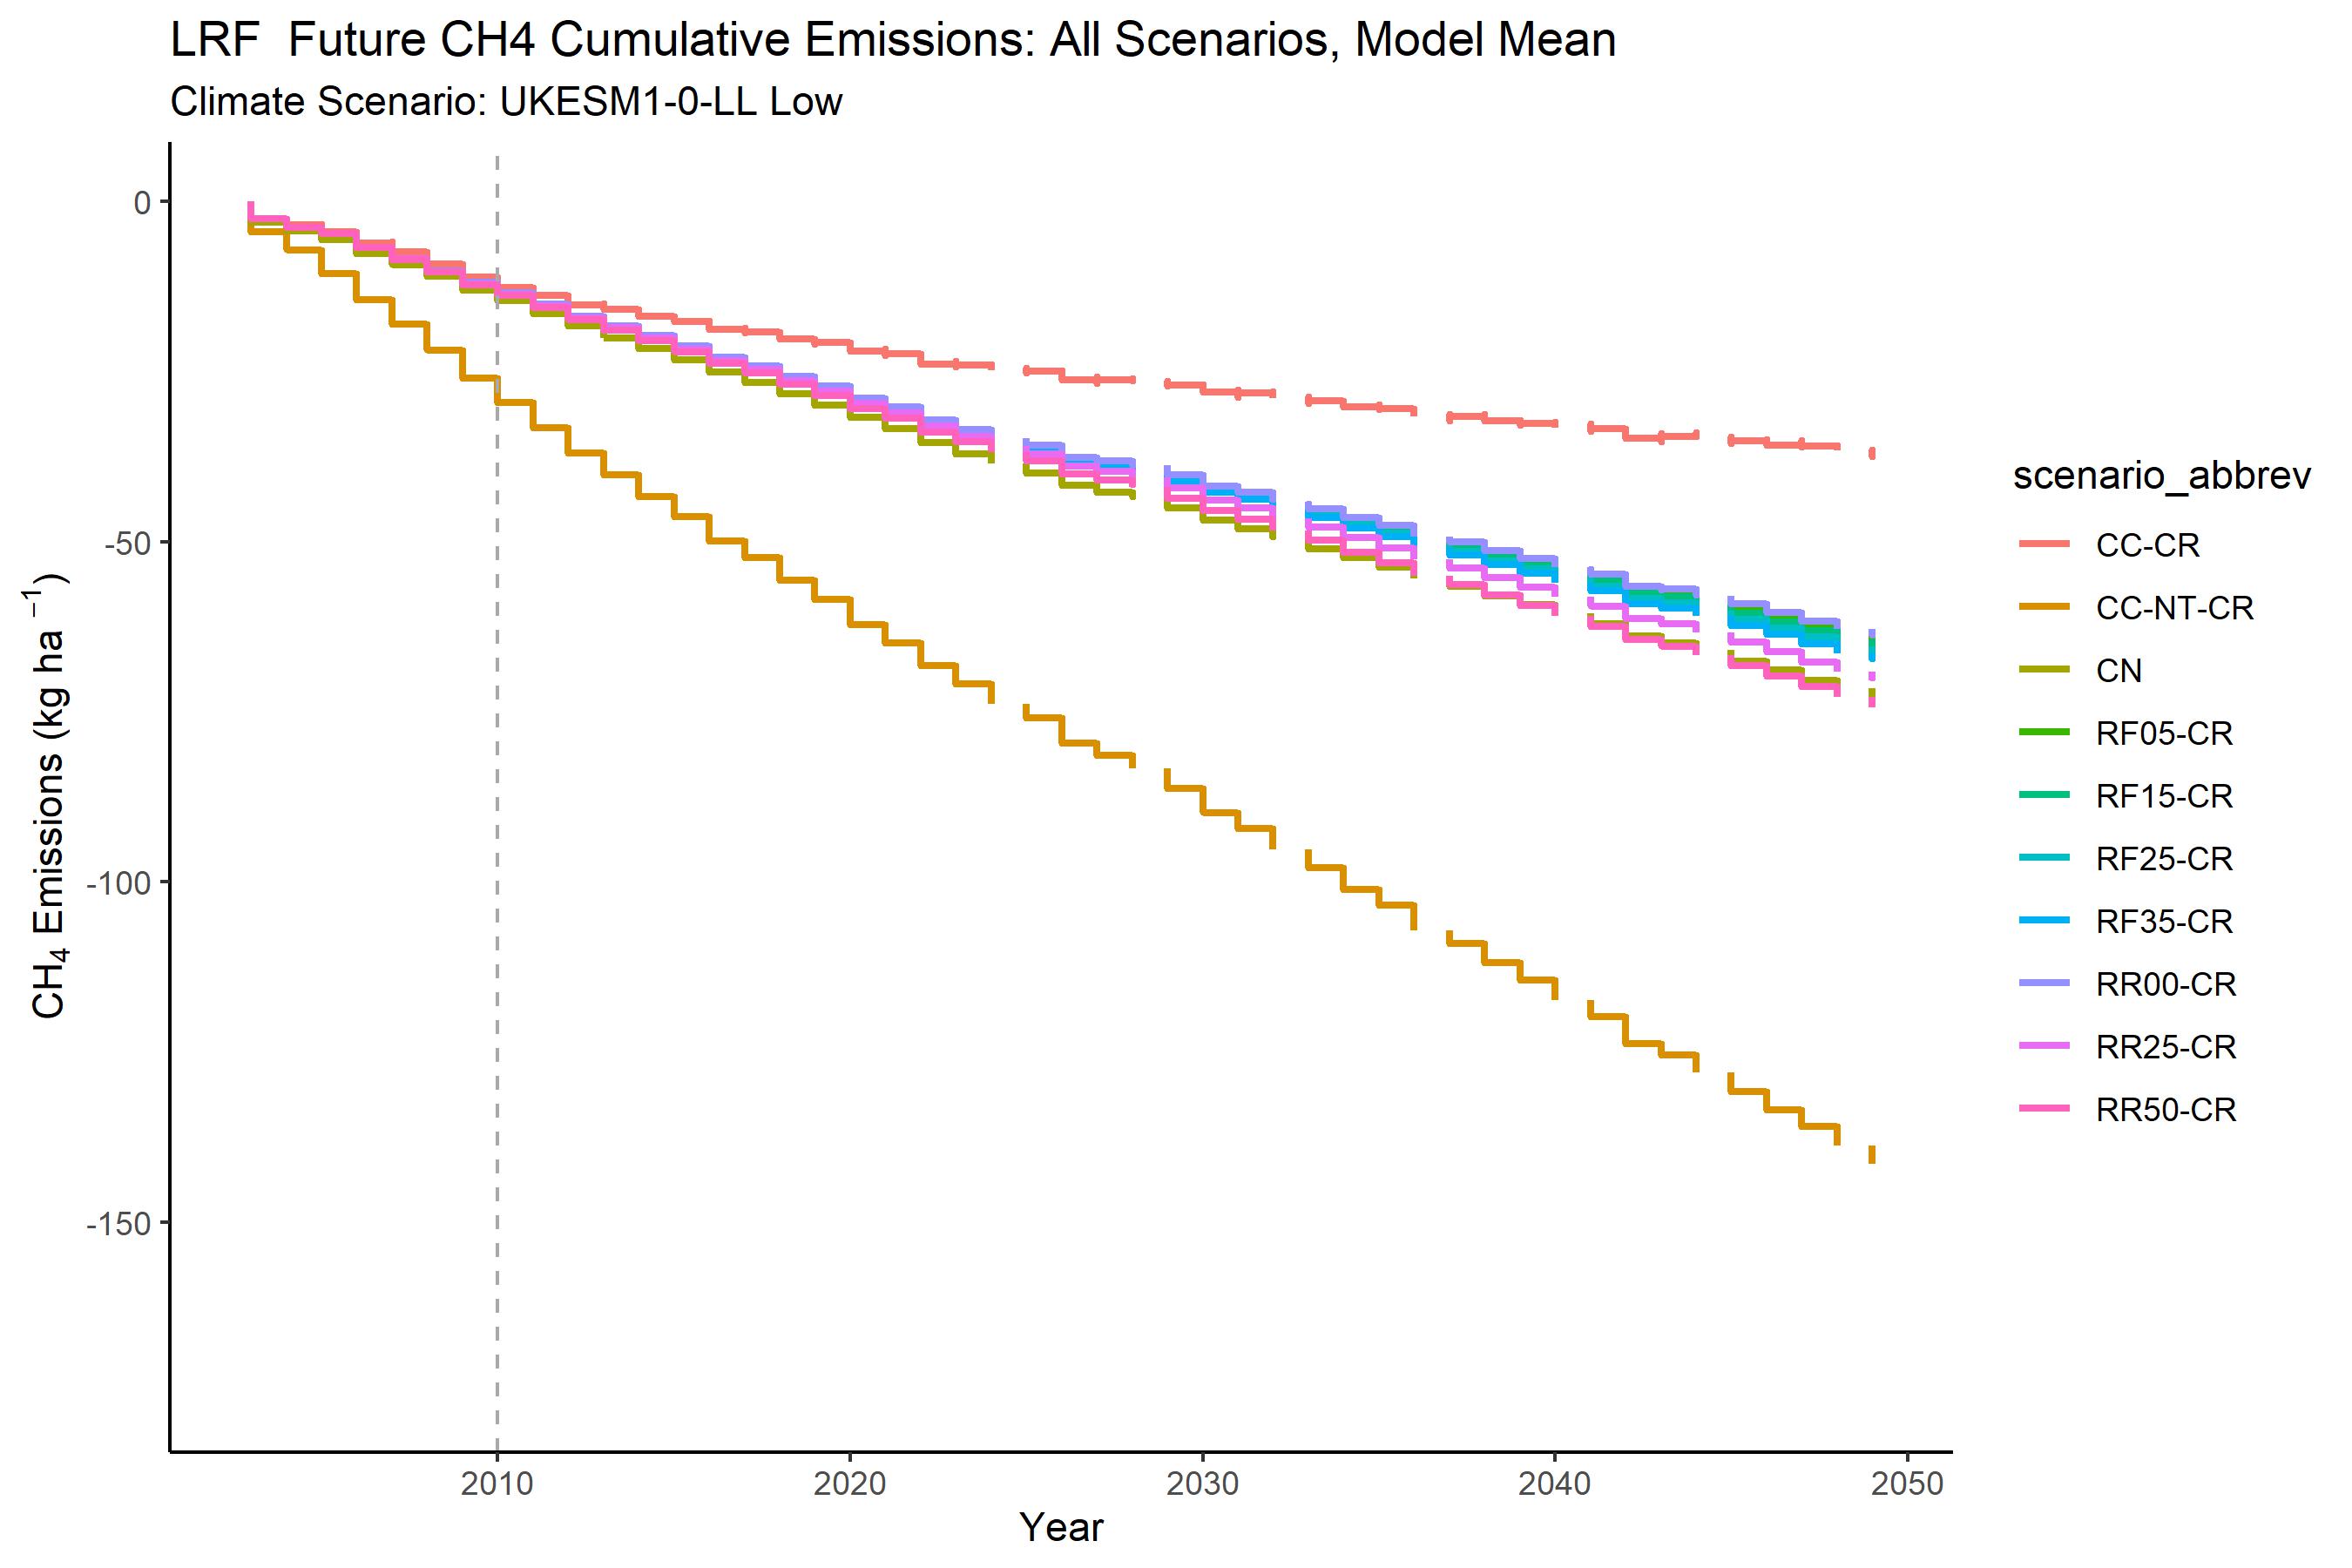 LRF  Future CH4 Cumulative Emissions: All Scenarios, Model Mean
Climate Scenario: UKESM1-0-LL Low
CH₄ Emissions (kg ha ⁻¹)
0
-50
-100
-150
2010
2020
2030
2040
2050
Year
scenario_abbrev
CC-CR
CC-NT-CR
CN
RF05-CR
RF15-CR
RF25-CR
RF35-CR
RR00-CR
RR25-CR
RR50-CR